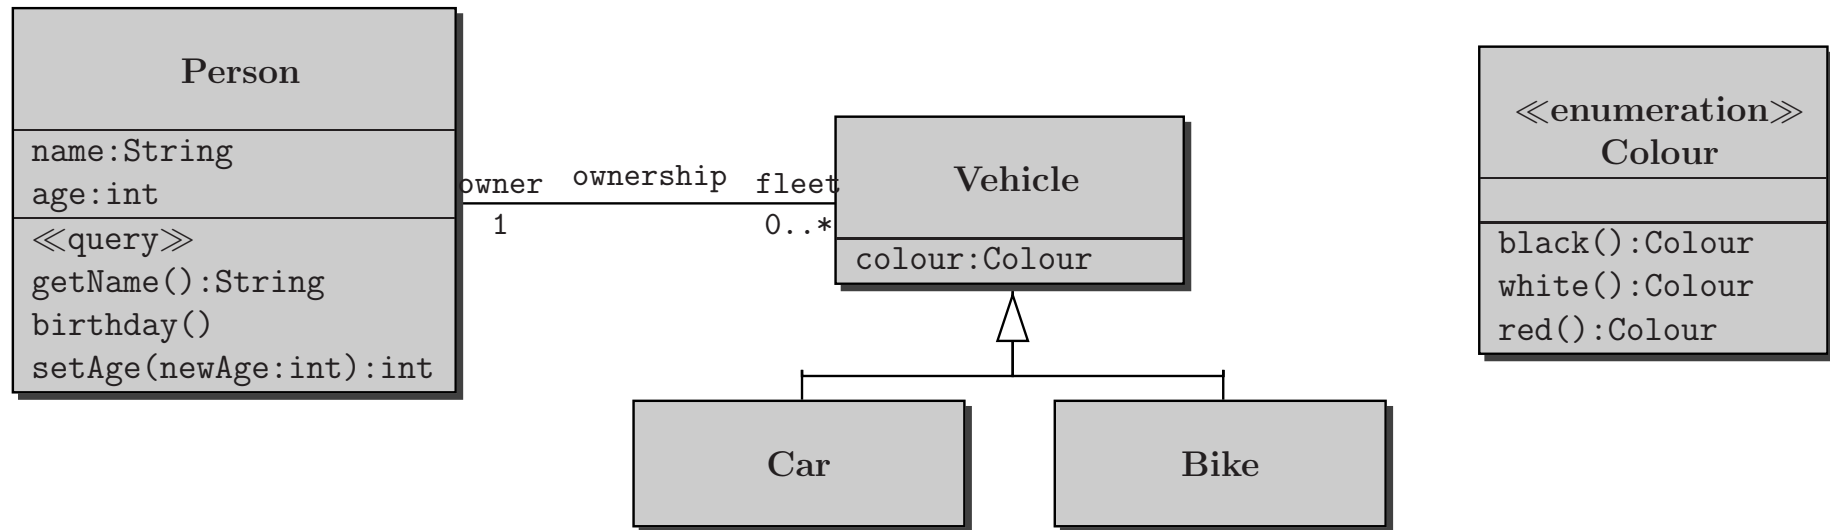 Person
name:String
age:int
≪query≫
getName():String
birthday()
setAge(newAge:int):int
owner
1
ownership
fleet
0..*
Vehicle
colour:Colour
Car
Bike
≪enumeration≫
Colour
black():Colour
white():Colour
red():Colour